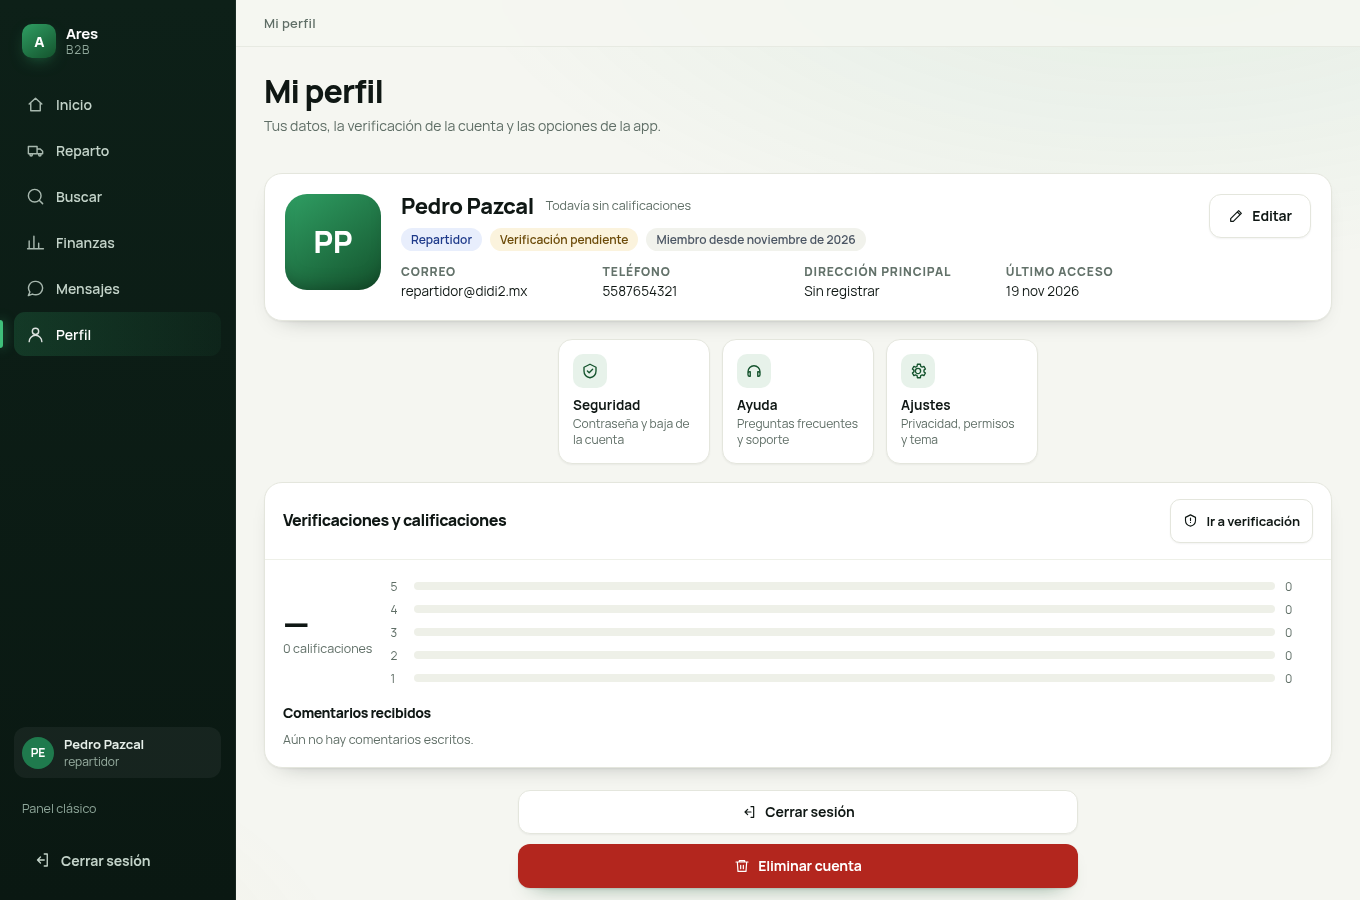 A
Ares
B2B
Inicio
Reparto
Buscar
Finanzas
Mensajes
Perfil
PE
Pedro Pazcal
repartidor
Panel clásico
Cerrar sesión
Mi perfil
Mi perfil
Tus datos, la verificación de la cuenta y las opciones de la app.
PP
Pedro Pazcal Todavía sin calificaciones
Editar
Repartidor Verificación pendiente Miembro desde noviembre de 2026
CORREO TELÉFONO DIRECCIÓN PRINCIPAL ÚLTIMO ACCESO
repartidor@didi2.mx 5587654321 Sin registrar 19 nov 2026
Seguridad
Contraseña y baja de
la cuenta
Ayuda
Preguntas frecuentes
y soporte
Ajustes
Privacidad, permisos
y tema
Verificaciones y calificaciones
Ir a verificación
—
0 calificaciones
5 0
4 0
3 0
2 0
1 0
Comentarios recibidos
Aún no hay comentarios escritos.
Cerrar sesión
Eliminar cuenta